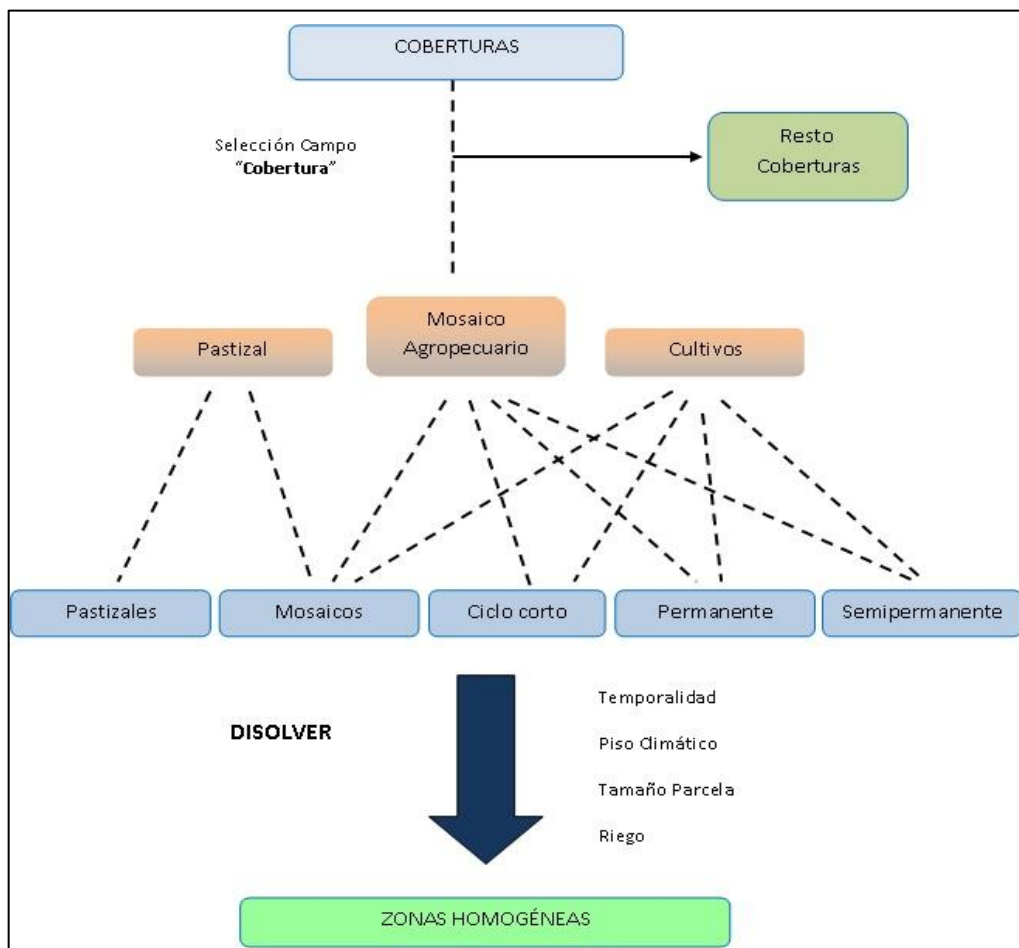 COBERTURAS
Selección Campo
“Cobertura”
Resto
Coberturas
Pastizal
Mosaico
Agropecuario
Cultivos
Pastizales
Mosaicos
Ciclo corto
Permanente
Semipermanente
DISOLVER
Temporalidad
Piso Climático
Tamaño Parcela
Riego
ZONAS HOMOGÉNEAS